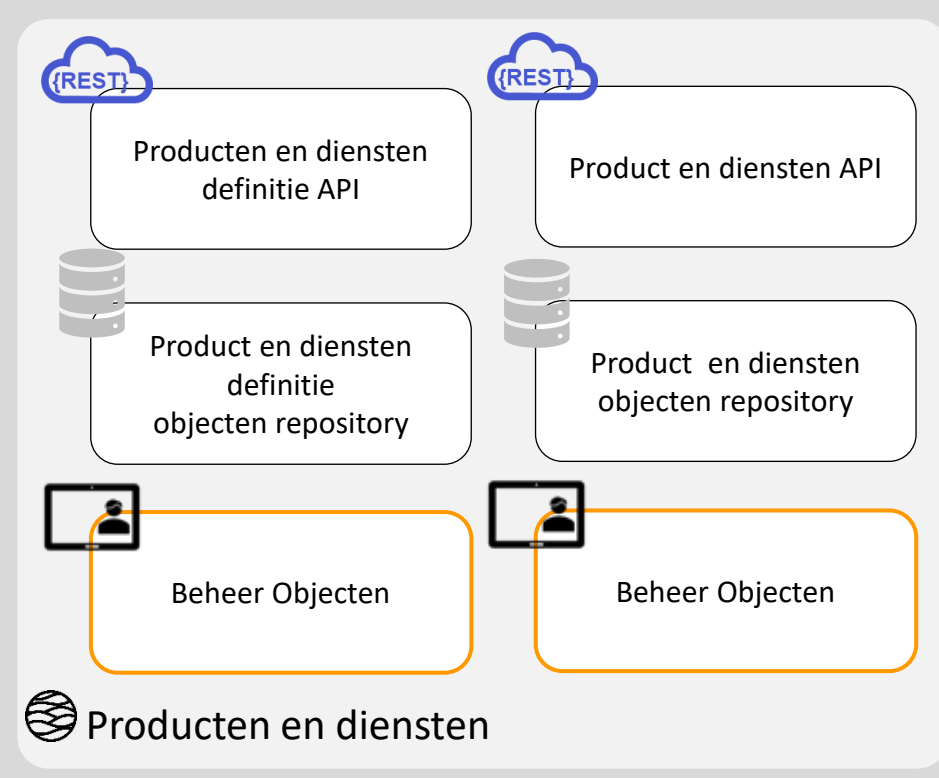 {REST}
Producten en diensten
definitie API
{REST}
Product en diensten API
Product en diensten
definitie
objecten repository
Product  en diensten
objecten repository
Beheer Objecten
Beheer Objecten
Producten en diensten